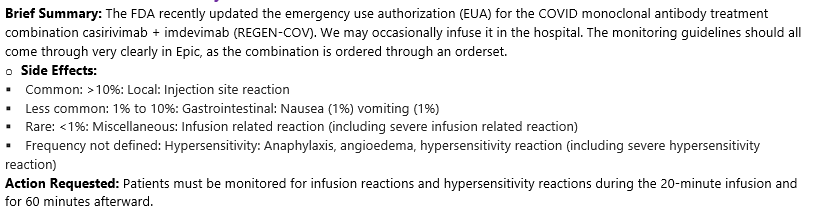 Brief Summary: The FDA recently updated the emergency use authorization (EUA) for the COVID monoclonal antibody treatment
combination casirivimab + imdevimab (REGEN-COV). We may occasionally infuse it in the hospital. The monitoring guidelines should all
come through very clearly in Epic, as the combination is ordered through an orderset.
o Side Effects:
▪ Common: >10%: Local: Injection site reaction
▪ Less common: 1% to 10%: Gastrointestinal: Nausea (1%) vomiting (1%)
▪ Rare: <1%: Miscellaneous: Infusion related reaction (including severe infusion related reaction)
▪ Frequency not defined: Hypersensitivity: Anaphylaxis, angioedema, hypersensitivity reaction (including severe hypersensitivity
reaction)
Action Requested: Patients must be monitored for infusion reactions and hypersensitivity reactions during the 20-minute infusion and
for 60 minutes afterward.